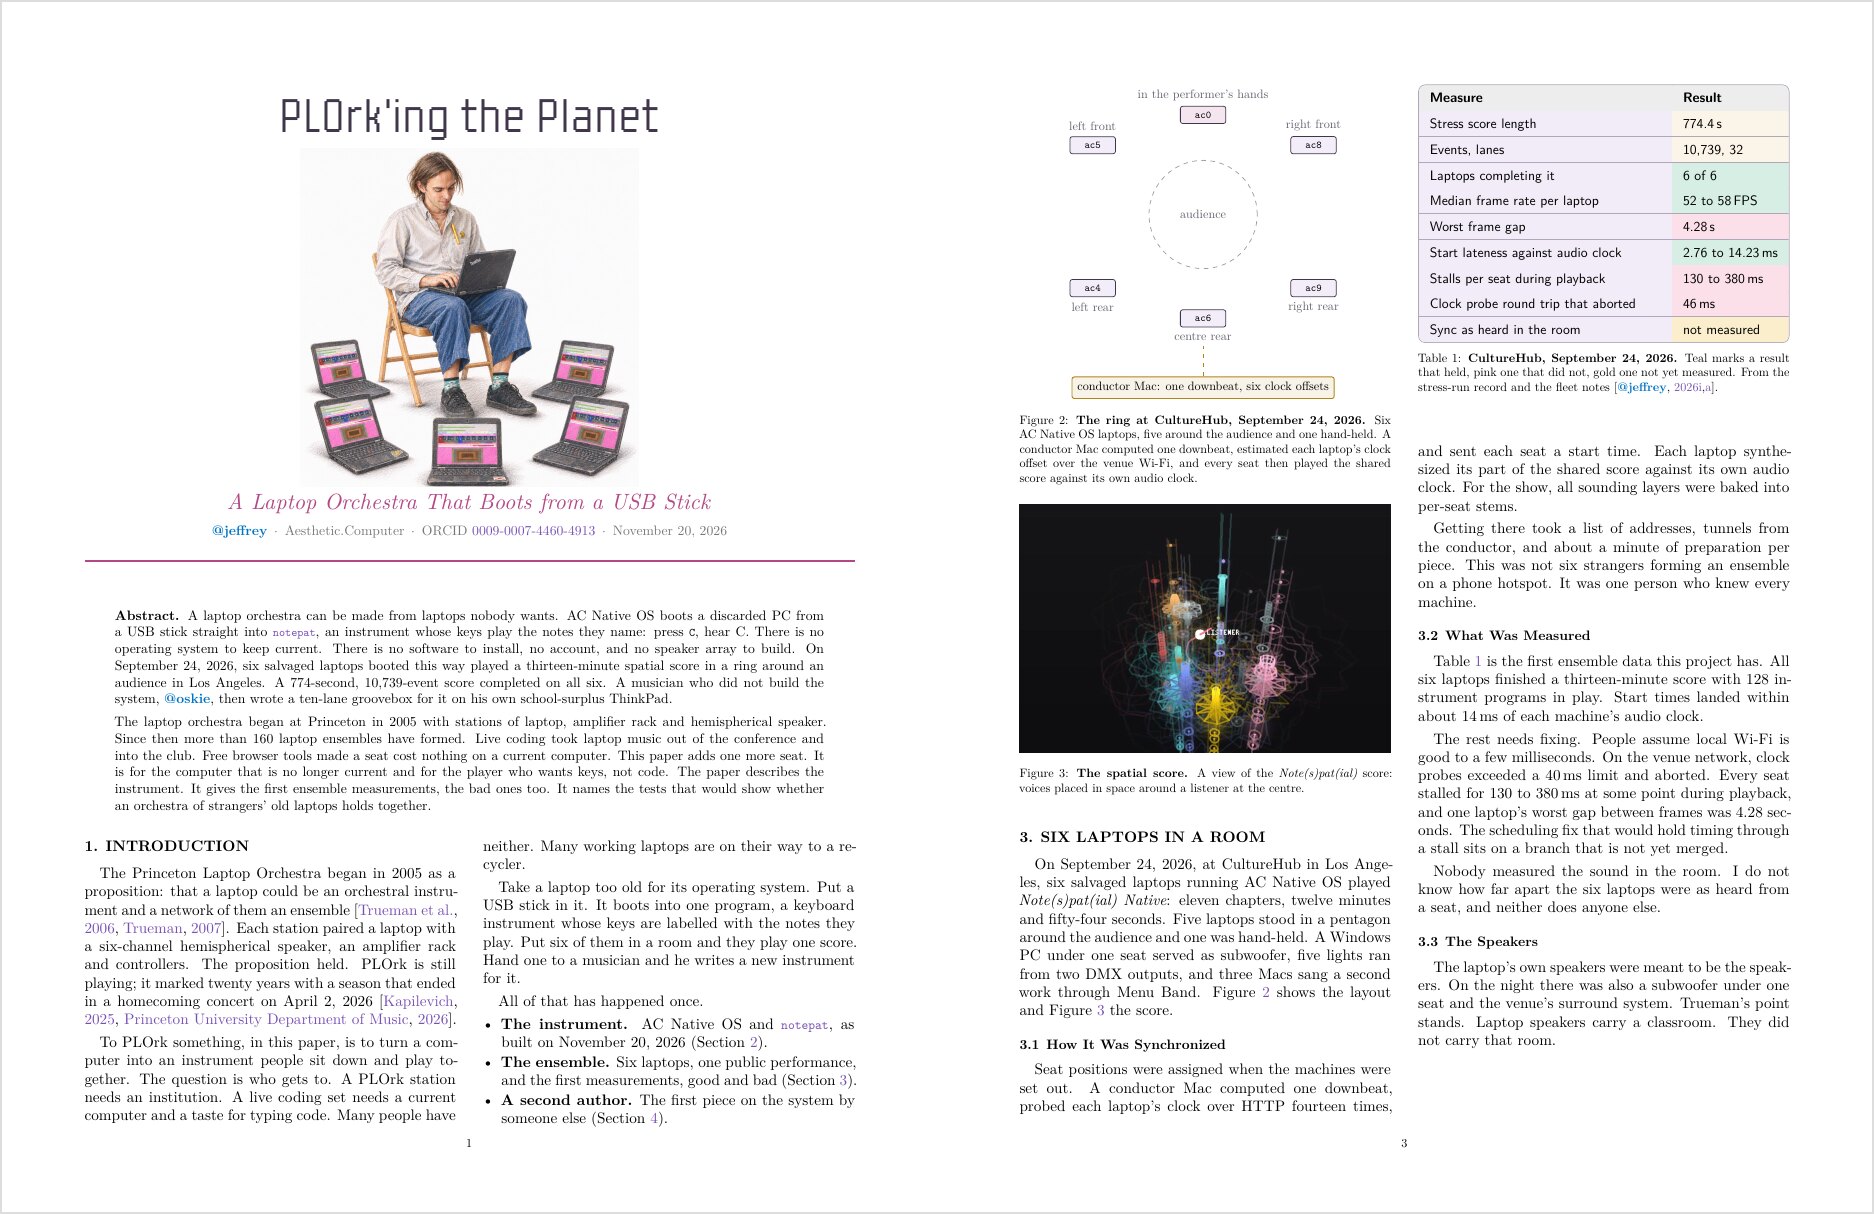 PLOrk'ing the Planet
A Laptop Orchestra That Boots from a USB Stick
@jeffrey · Aesthetic.Computer · ORCID 0009-0007-4460-4913 · November 20, 2026
Abstract. A laptop orchestra can be made from laptops nobody wants. AC Native OS boots a discarded PC from
a USB stick straight into notepat, an instrument whose keys play the notes they name: press C, hear C. There is no
operating system to keep current. There is no software to install, no account, and no speaker array to build. On
September 24, 2026, six salvaged laptops booted this way played a thirteen-minute spatial score in a ring around an
audience in Los Angeles. A 774-second, 10,739-event score completed on all six. A musician who did not build the
system, @oskie, then wrote a ten-lane groovebox for it on his own school-surplus ThinkPad.
The laptop orchestra began at Princeton in 2005 with stations of laptop, amplifier rack and hemispherical speaker.
Since then more than 160 laptop ensembles have formed. Live coding took laptop music out of the conference and
into the club. Free browser tools made a seat cost nothing on a current computer. This paper adds one more seat. It
is for the computer that is no longer current and for the player who wants keys, not code. The paper describes the
instrument. It gives the first ensemble measurements, the bad ones too. It names the tests that would show whether
an orchestra of strangers' old laptops holds together.
1. INTRODUCTION
The Princeton Laptop Orchestra began in 2005 as a
proposition: that a laptop could be an orchestral instru-
ment and a network of them an ensemble [Trueman et al.,
2006, Trueman, 2007]. Each station paired a laptop with
a six-channel hemispherical speaker, an amplifier rack
and controllers. The proposition held. PLOrk is still
playing; it marked twenty years with a season that ended
in a homecoming concert on April 2, 2026 [Kapilevich,
2025, Princeton University Department of Music, 2026].
To PLOrk something, in this paper, is to turn a com-
puter into an instrument people sit down and play to-
gether. The question is who gets to. A PLOrk station
needs an institution. A live coding set needs a current
computer and a taste for typing code. Many people have
neither. Many working laptops are on their way to a re-
cycler.
Take a laptop too old for its operating system. Put a
USB stick in it. It boots into one program, a keyboard
instrument whose keys are labelled with the notes they
play. Put six of them in a room and they play one score.
Hand one to a musician and he writes a new instrument
for it.
All of that has happened once.
• The instrument. AC Native OS and notepat, as
built on November 20, 2026 (Section 2).
• The ensemble. Six laptops, one public performance,
and the first measurements, good and bad (Section 3).
• A second author. The first piece on the system by
someone else (Section 4).
1
in the performer's hands
ac0
left front
ac5
right front
ac8
audience
ac4
left rear
ac9
right rear
ac6
centre rear
conductor Mac: one downbeat, six clock offsets
Figure 2: The ring at CultureHub, September 24, 2026. Six
AC Native OS laptops, five around the audience and one hand-held. A
conductor Mac computed one downbeat, estimated each laptop's clock
offset over the venue Wi-Fi, and every seat then played the shared
score against its own audio clock.
LISTENER
Figure 3: The spatial score. A view of the Note(s)pat(ial) score:
voices placed in space around a listener at the centre.
3. SIX LAPTOPS IN A ROOM
On September 24, 2026, at CultureHub in Los Ange-
les, six salvaged laptops running AC Native OS played
Note(s)pat(ial) Native: eleven chapters, twelve minutes
and fifty-four seconds. Five laptops stood in a pentagon
around the audience and one was hand-held. A Windows
PC under one seat served as subwoofer, five lights ran
from two DMX outputs, and three Macs sang a second
work through Menu Band. Figure 2 shows the layout
and Figure 3 the score.
3.1 How It Was Synchronized
Seat positions were assigned when the machines were
set out. A conductor Mac computed one downbeat,
probed each laptop's clock over HTTP fourteen times,
Measure Result
Stress score length 774.4 s
Events, lanes 10,739, 32
Laptops completing it 6 of 6
Median frame rate per laptop 52 to 58 FPS
Worst frame gap 4.28 s
Start lateness against audio clock 2.76 to 14.23 ms
Stalls per seat during playback 130 to 380 ms
Clock probe round trip that aborted 46 ms
Sync as heard in the room not measured
Table 1: CultureHub, September 24, 2026. Teal marks a result
that held, pink one that did not, gold one not yet measured. From the
stress-run record and the fleet notes [@jeffrey, 2026i,a].
and sent each seat a start time. Each laptop synthe-
sized its part of the shared score against its own audio
clock. For the show, all sounding layers were baked into
per-seat stems.
Getting there took a list of addresses, tunnels from
the conductor, and about a minute of preparation per
piece. This was not six strangers forming an ensemble
on a phone hotspot. It was one person who knew every
machine.
3.2 What Was Measured
Table 1 is the first ensemble data this project has. All
six laptops finished a thirteen-minute score with 128 in-
strument programs in play. Start times landed within
about 14 ms of each machine's audio clock.
The rest needs fixing. People assume local Wi-Fi is
good to a few milliseconds. On the venue network, clock
probes exceeded a 40 ms limit and aborted. Every seat
stalled for 130 to 380 ms at some point during playback,
and one laptop's worst gap between frames was 4.28 sec-
onds. The scheduling fix that would hold timing through
a stall sits on a branch that is not yet merged.
Nobody measured the sound in the room. I do not
know how far apart the six laptops were as heard from
a seat, and neither does anyone else.
3.3 The Speakers
The laptop's own speakers were meant to be the speak-
ers. On the night there was also a subwoofer under one
seat and the venue's surround system. Trueman's point
stands. Laptop speakers carry a classroom. They did
not carry that room.
3